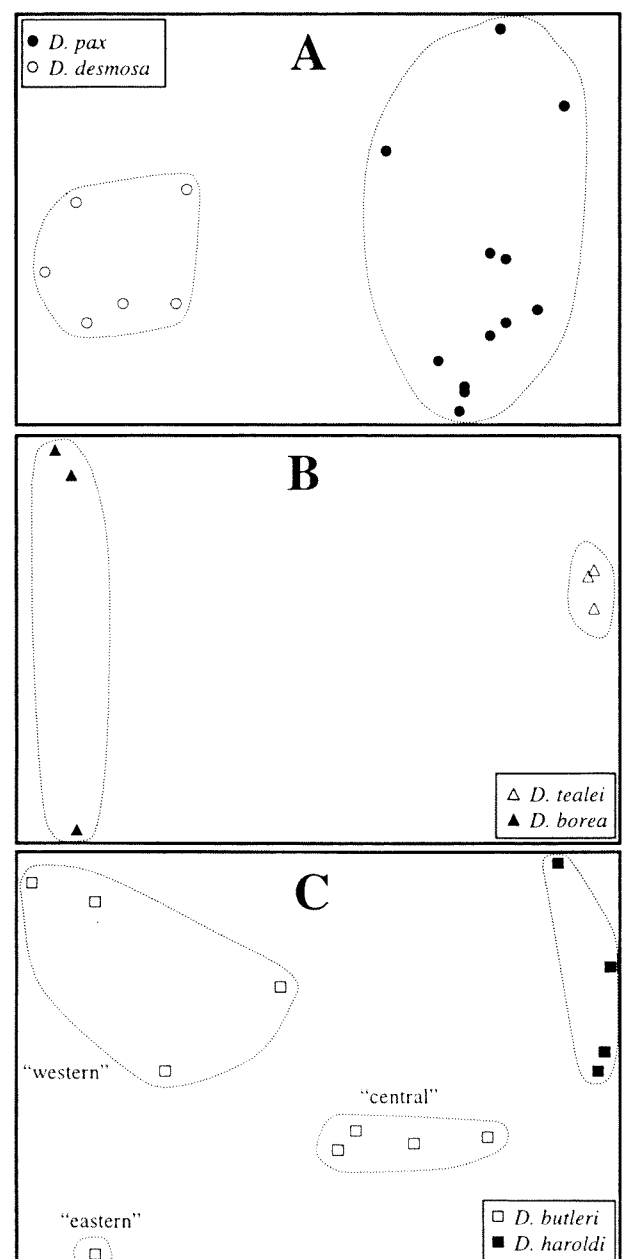 D. pax
D. desmosa
A
B
D. tealei
D. borea
C
“western”
“central”
“eastern”
D. butleri
D. haroldi